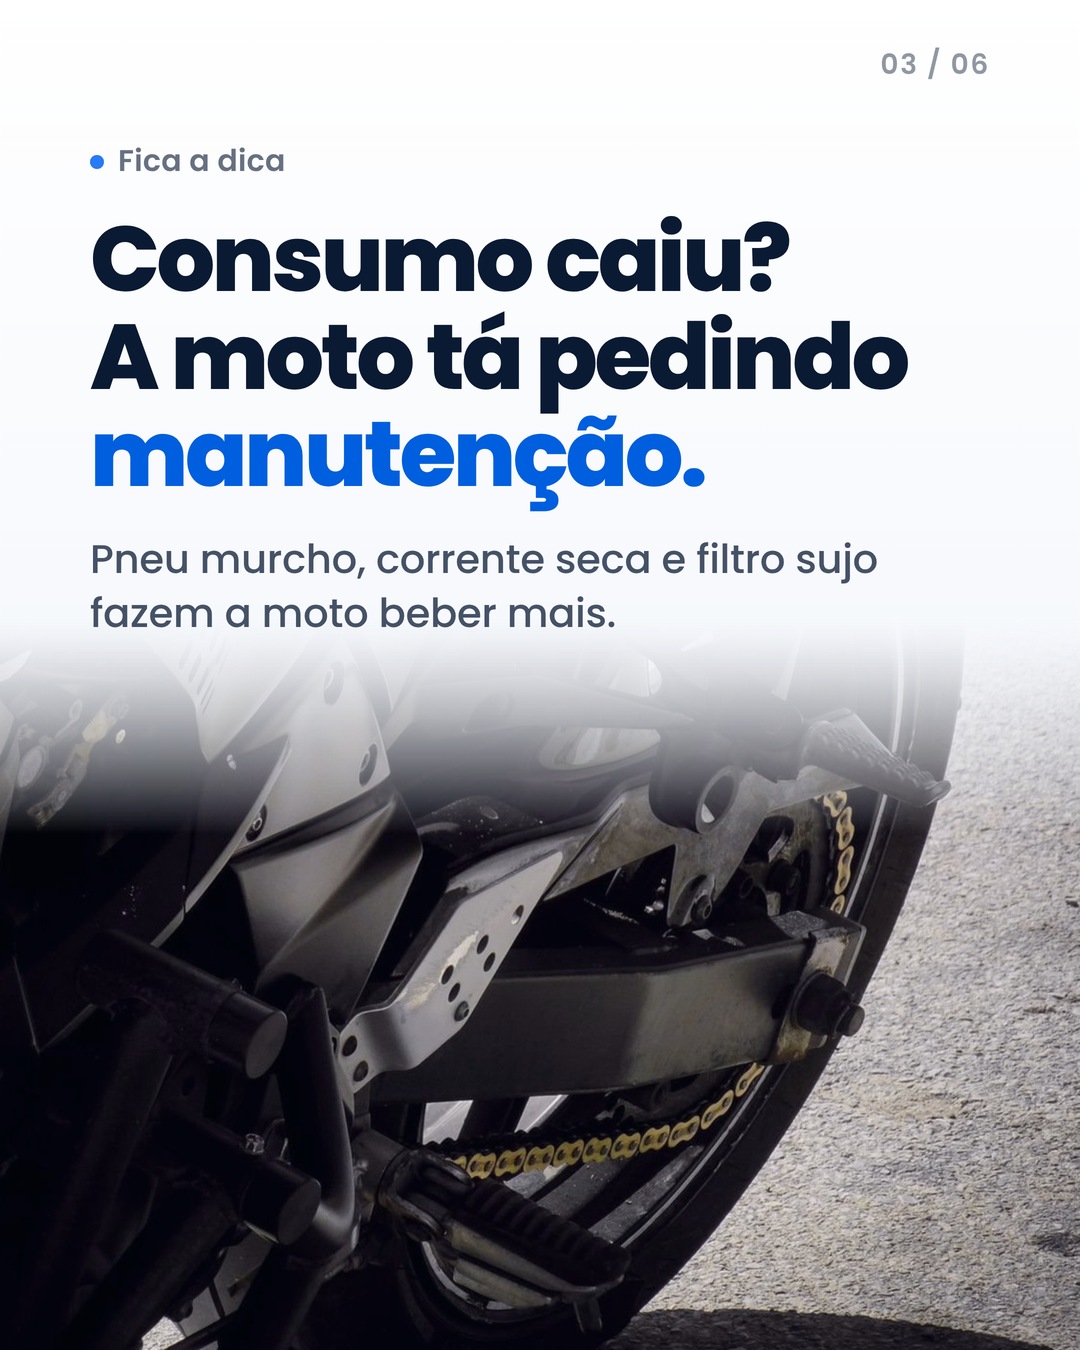 03 / 06
Fica a dica
Consumo caiu?
A moto tá pedindo
manutenção.
Pneu murcho, corrente seca e filtro sujo
fazem a moto beber mais.